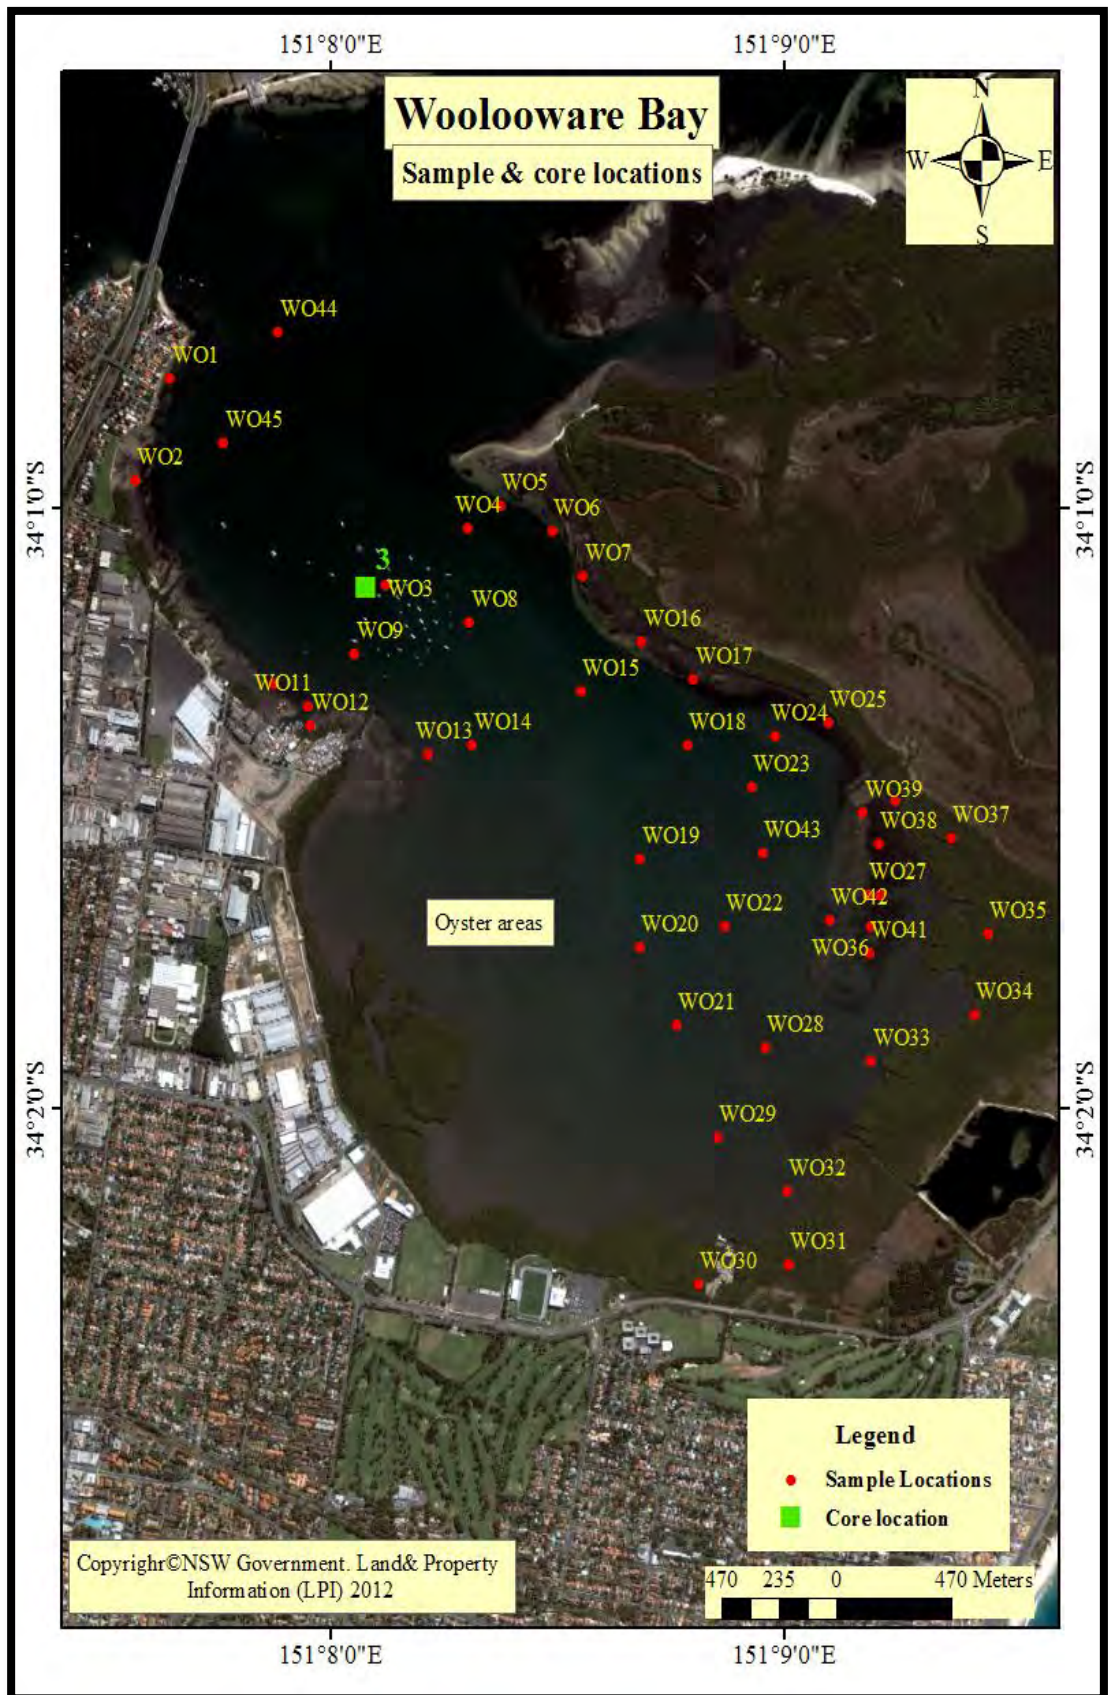 151°8'0"E
151°9'0"E
Woolooware Bay
Sample & core locations
N
W
E
S
WO44
WO1
WO45
WO2
34°1'0"S
34°1'0"S
WO5
WO4
WO6
3
WO7
WO3
WO8
WO9
WO16
WO15
WO17
WO11
WO12
WO25
WO24
WO14
WO13
WO18
WO23
WO39
WO43
WO38
WO37
WO19
WO27
WO42
WO22
WO35
Oyster areas
WO20
WO41
WO36
WO34
WO21
WO28
WO33
34°2'0"S
34°2'0"S
WO29
WO32
WO31
WO30
Legend
Sample Locations
Core location
Copyright©NSW Government. Land& Property
Information (LPI) 2012
470 235 0 470 Meters
151°8'0"E
151°9'0"E